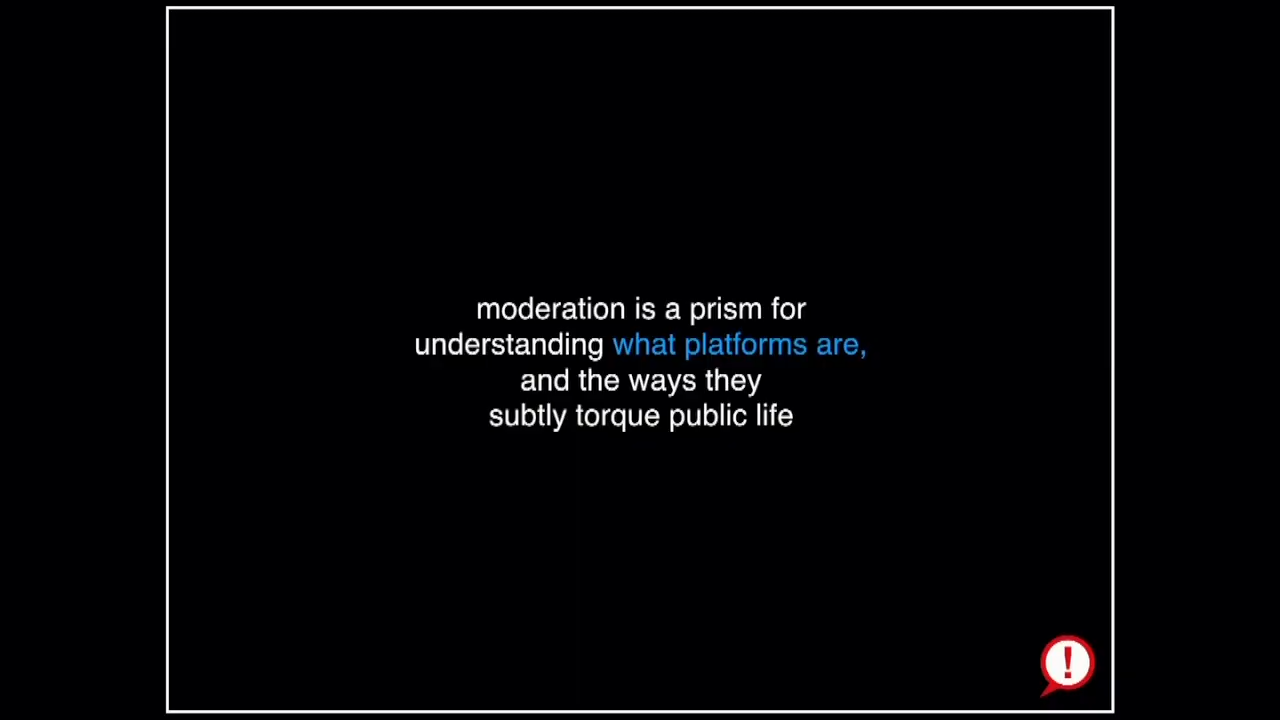 moderation is a prism for
understanding what platforms are,
and the ways they
subtly torque public life
!